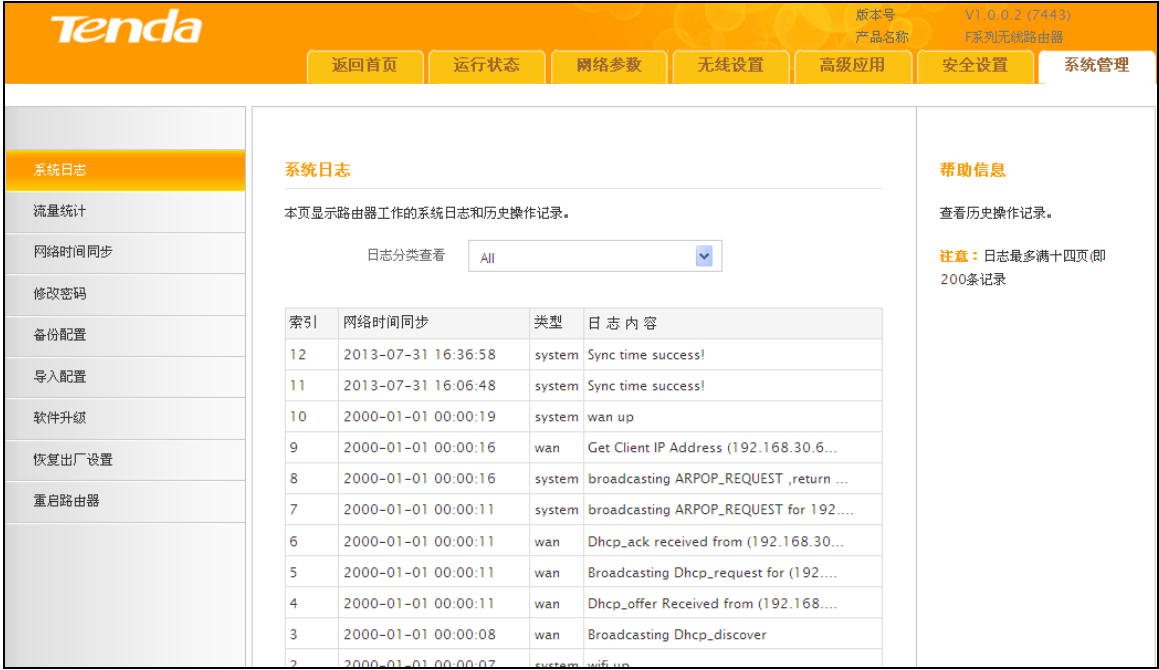 Tenda
版本号 V1.0.0.2 (7443)
产品名称 F系列无线路由器
返回首页 运行状态 网络参数 无线设置 高级应用 安全设置 系统管理
系统日志
流量统计
网络时间同步
修改密码
备份配置
导入配置
软件升级
恢复出厂设置
重启路由器
系统日志
本页显示路由器工作的系统日志和历史操作记录。
日志分类查看 All
索引 网络时间同步 类型 日志内容
12 2013-07-31 16:36:58 system Sync time success!
11 2013-07-31 16:06:48 system Sync time success!
10 2000-01-01 00:00:19 system wan up
9 2000-01-01 00:00:16 wan Get Client IP Address (192.168.30.6...
8 2000-01-01 00:00:16 system broadcasting ARPOP_REQUEST ,return ...
7 2000-01-01 00:00:11 system broadcasting ARPOP_REQUEST for 192....
6 2000-01-01 00:00:11 wan Dhcp_ack received from (192.168.30...
5 2000-01-01 00:00:11 wan Broadcasting Dhcp_request for (192....
4 2000-01-01 00:00:11 wan Dhcp_offer Received from (192.168....
3 2000-01-01 00:00:08 wan Broadcasting Dhcp_discover
2 2000-01-01 00:00:07 system wifi up
帮助信息
查看历史操作记录。
注意：日志最多满十四页(即
200条记录